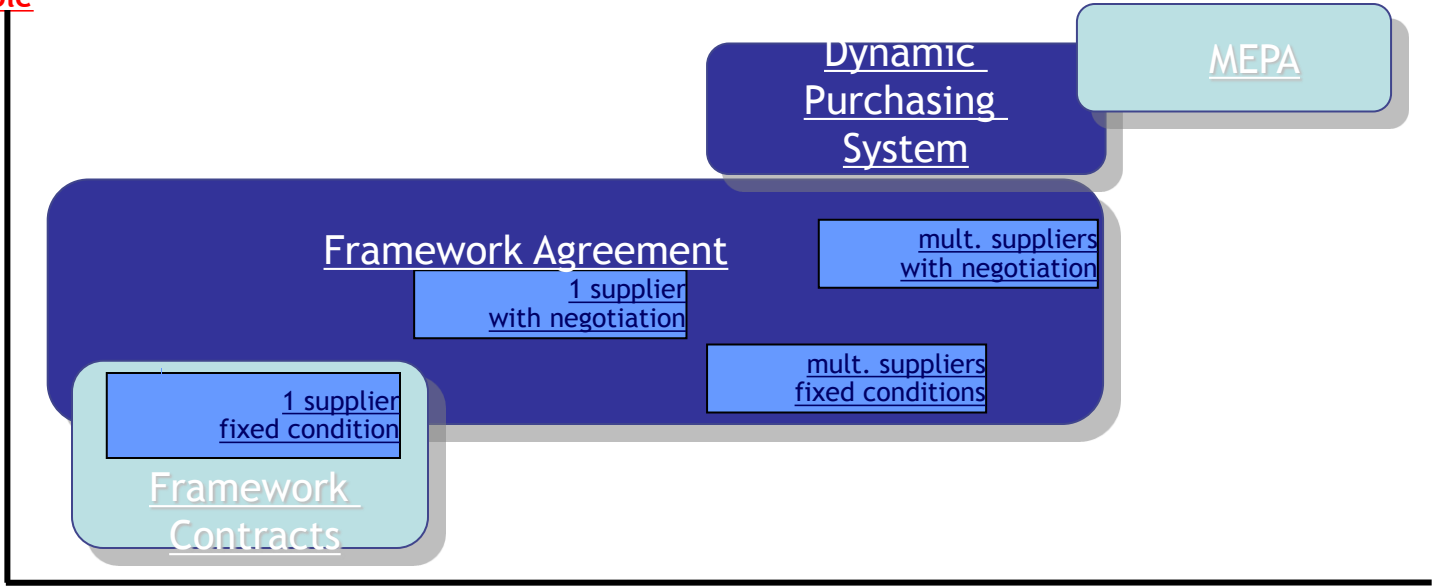 Dynamic
Purchasing
System
MEPA
Framework Agreement
mult. suppliers
with negotiation
1 supplier
with negotiation
mult. suppliers
fixed conditions
1 supplier
fixed condition
Framework
Contracts